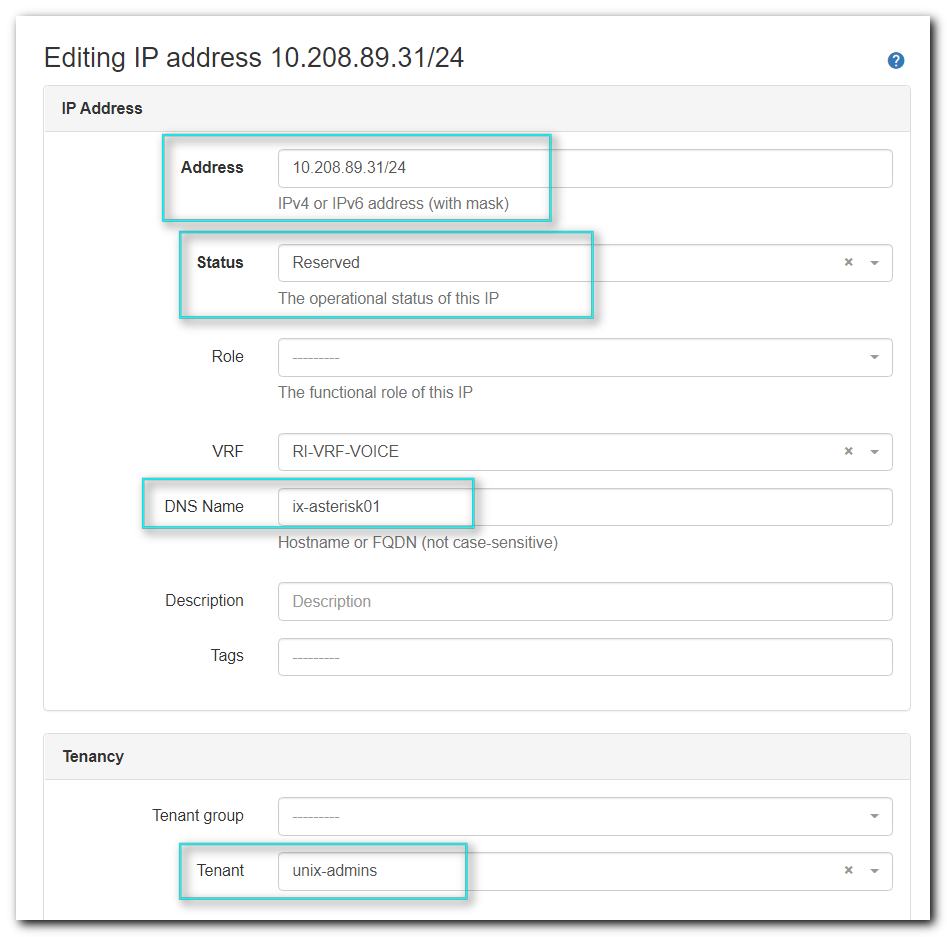 Editing IP address 10.208.89.31/24
?
IP Address
Address 10.208.89.31/24
IPv4 or IPv6 address (with mask)
Status Reserved × 
The operational status of this IP
Role ---------
The functional role of this IP
VRF RI-VRF-VOICE ×
DNS Name ix-asterisk01
Hostname or FQDN (not case-sensitive)
Description Description
Tags ---------
Tenancy
Tenant group ---------
Tenant unix-admins ×